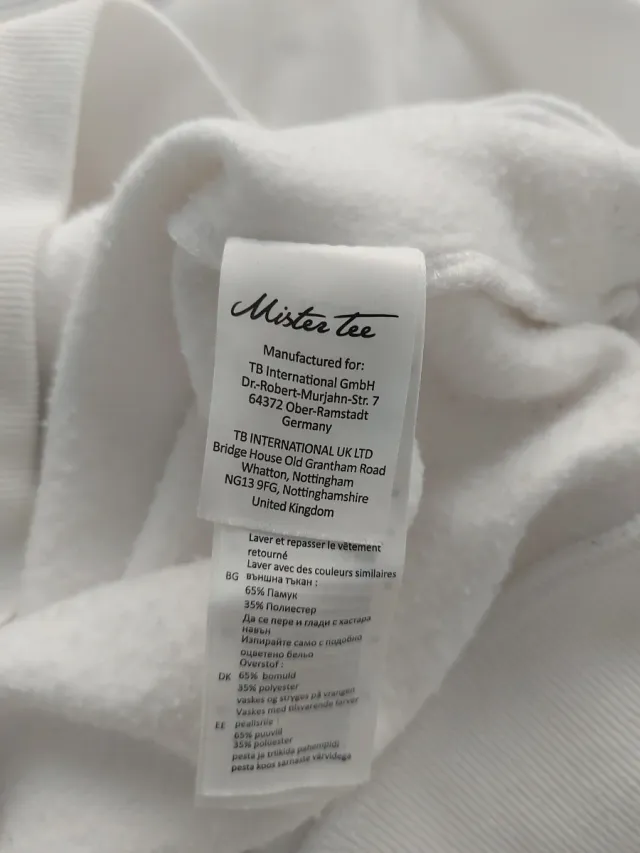 Mister Tee
Manufactured for:
TB International GmbH
Dr.-Robert-Murjahn-Str. 7
64372 Ober-Ramstadt
Germany
TB INTERNATIONAL UK LTD
Bridge House Old Grantham Road
Whatton, Nottingham
NG13 9FG, Nottinghamshire
United Kingdom
Laver et repasser le vêtement
retourné
Laver avec des couleurs similaires
BG външна тъкан :
65% Памук
35% Полиестер
Да се пере и глади с хастара
навън
Изпирайте само с подобно
оцветено бельо
Overstof :
DK 65% bomuld
35% polyester
vaskes og stryges på vrangen
Vaskes med tilsvarende farver
EE pealisriie :
65% puuvill
35% polüester
pesta ja triikida pahempidi
pesta koos sarnaste värvidega